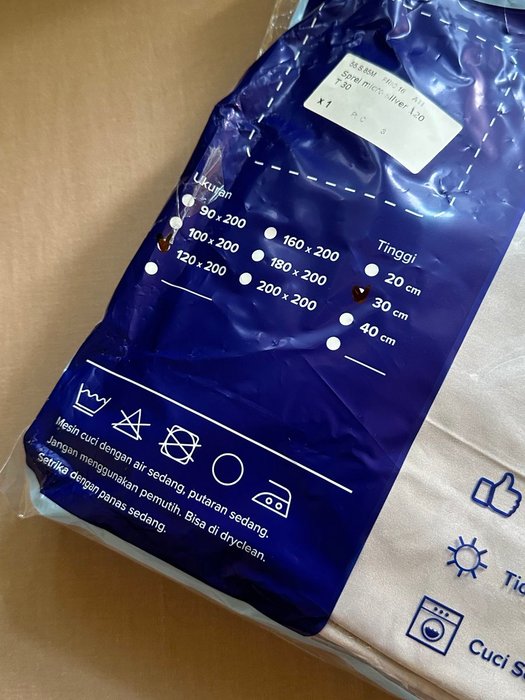 Sprei micro silver 120
T 30
x 1
Ukuran
90 x 200
100 x 200
120 x 200
160 x 200
180 x 200
200 x 200
Tinggi
20 cm
30 cm
40 cm
Mesin cuci dengan air sedang, putaran sedang.
Jangan menggunakan pemutih. Bisa di dryclean.
Setrika dengan panas sedang.
Cuci